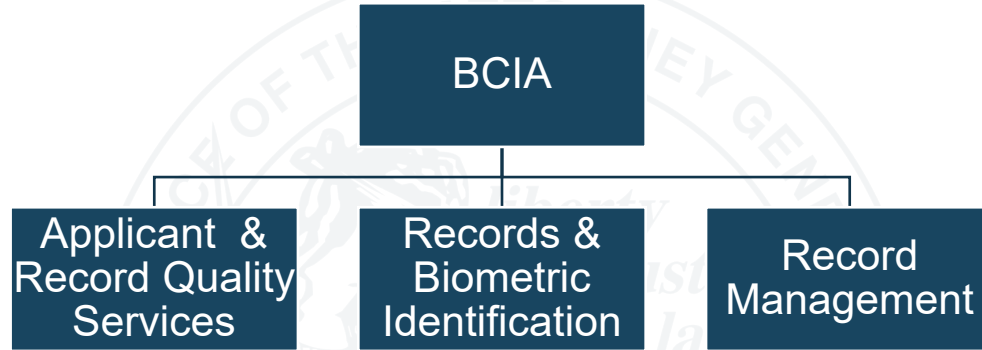 BCIA
Applicant &
Record Quality
Services
Records &
Biometric
Identification
Record
Management